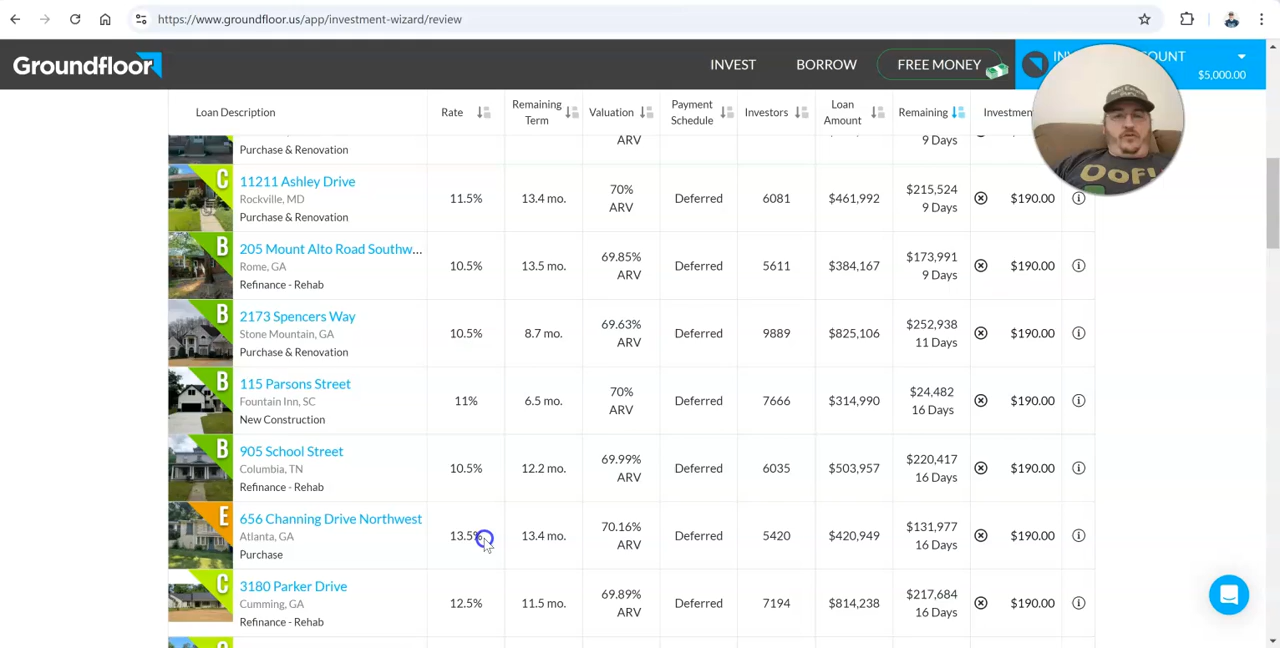 https://www.groundfloor.us/app/investment-wizard/review
Groundfloor
INVEST
BORROW
FREE MONEY
$5,000.00
Loan Description
Rate
Remaining Term
Valuation
Payment Schedule
Investors
Loan Amount
Remaining
Purchase & Renovation
ARV
9 Days
C
11211 Ashley Drive
Rockville, MD
Purchase & Renovation
11.5%
13.4 mo.
70% ARV
Deferred
6081
$461,992
$215,524
9 Days
$190.00
B
205 Mount Alto Road Southw...
Rome, GA
Refinance - Rehab
10.5%
13.5 mo.
69.85% ARV
Deferred
5611
$384,167
$173,991
9 Days
$190.00
B
2173 Spencers Way
Stone Mountain, GA
Purchase & Renovation
10.5%
8.7 mo.
69.63% ARV
Deferred
9889
$825,106
$252,938
11 Days
$190.00
B
115 Parsons Street
Fountain Inn, SC
New Construction
11%
6.5 mo.
70% ARV
Deferred
7666
$314,990
$24,482
16 Days
$190.00
B
905 School Street
Columbia, TN
Refinance - Rehab
10.5%
12.2 mo.
69.99% ARV
Deferred
6035
$503,957
$220,417
16 Days
$190.00
E
656 Channing Drive Northwest
Atlanta, GA
Purchase
13.5%
13.4 mo.
70.16% ARV
Deferred
5420
$420,949
$131,977
16 Days
$190.00
C
3180 Parker Drive
Cumming, GA
Refinance - Rehab
12.5%
11.5 mo.
69.89% ARV
Deferred
7194
$814,238
$217,684
16 Days
$190.00
OOF!